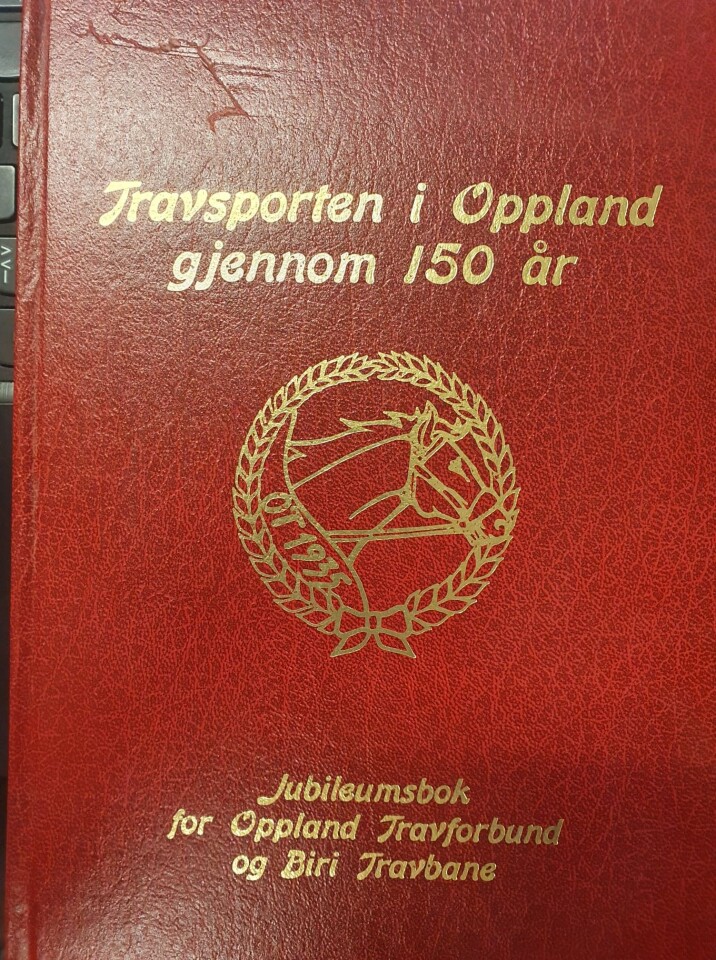 Travsporten i Oppland
gjennom 150 år
OT 1935
Jubileumsbok
for Oppland Travforbund
og Biri Travbane